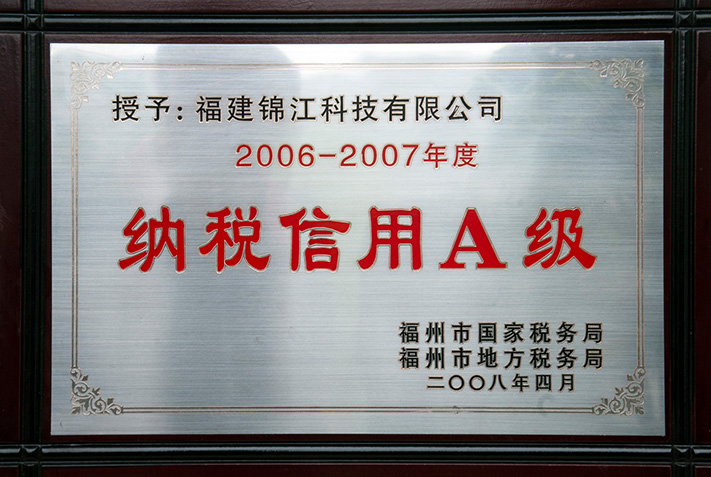 授予:福建锦江科技有限公司
2006-2007年度
纳税信用A级
福州市国家税务局
福州市地方税务局
二〇〇八年四月